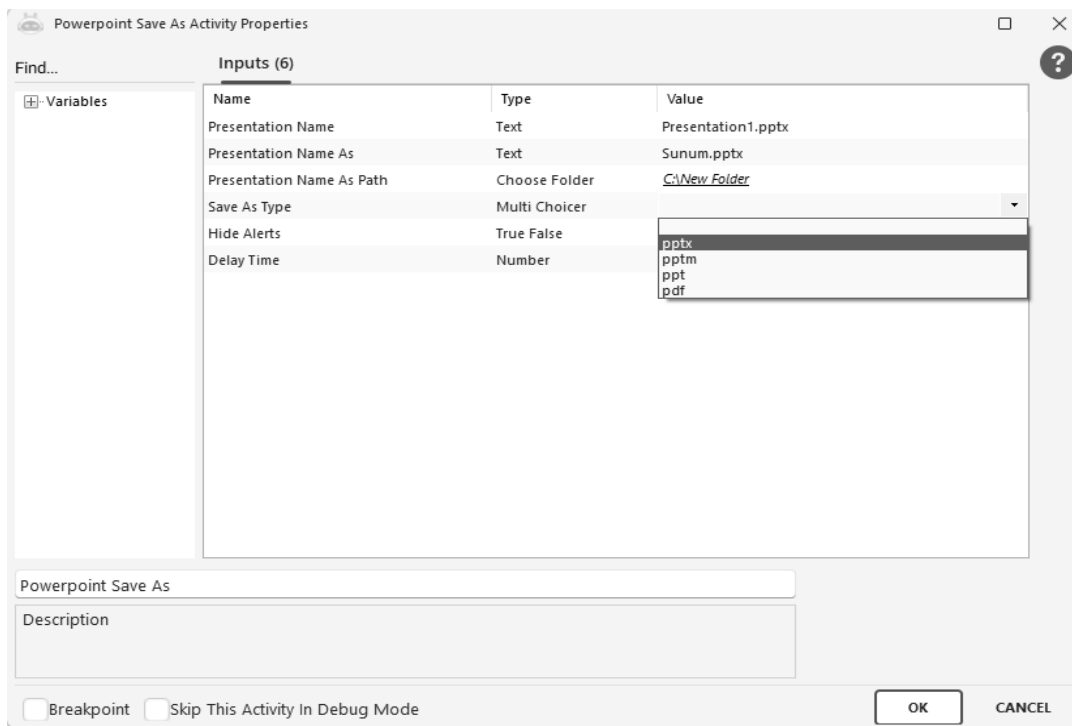 Powerpoint Save As Activity Properties
Find...
Inputs (6)
?
Variables
Name Type Value
Presentation Name Text Presentation1.pptx
Presentation Name As Text Sunum.pptx
Presentation Name As Path Choose Folder C:\New Folder
Save As Type Multi Choicer
Hide Alerts True False
pptx
Delay Time Number
pptm
ppt
pdf
Powerpoint Save As
Description
Breakpoint Skip This Activity In Debug Mode OK CANCEL